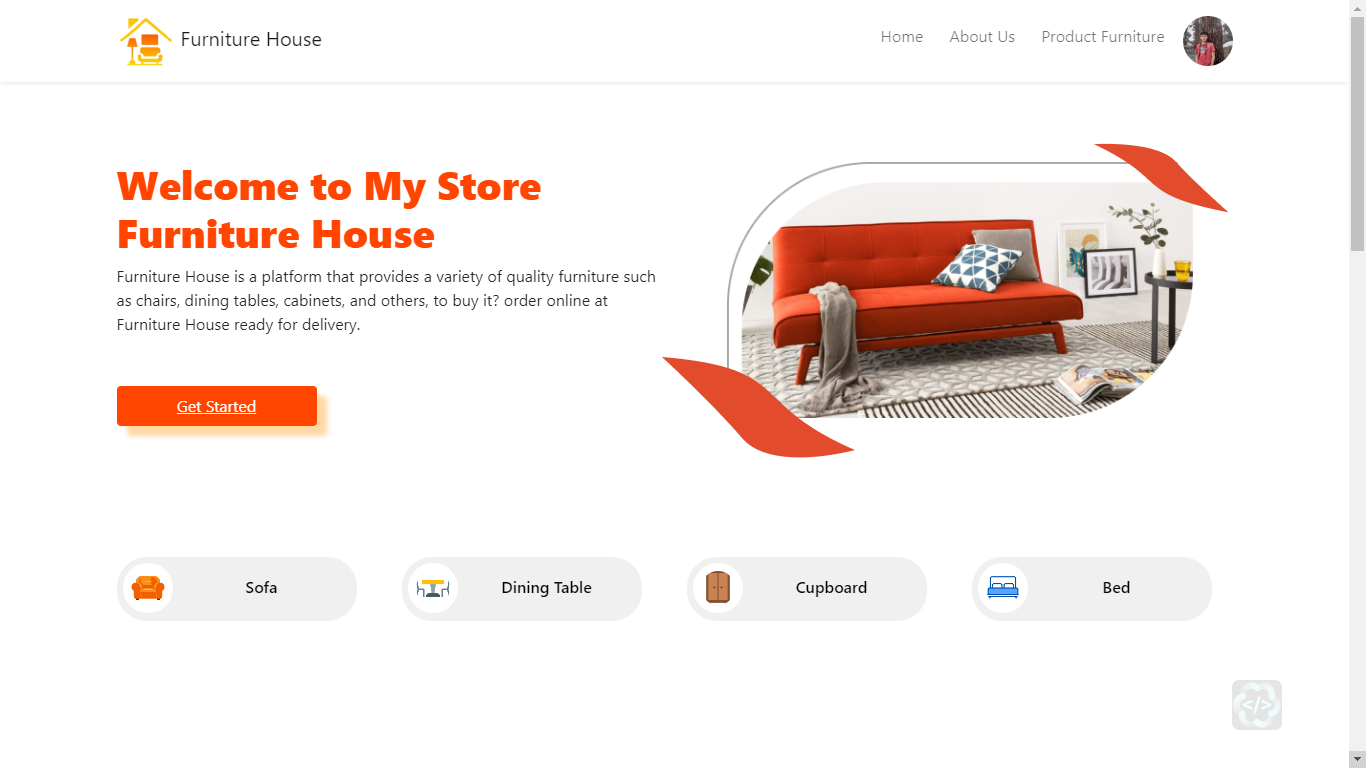 Furniture House
Home
About Us
Product Furniture
Welcome to My Store
Furniture House
Furniture House is a platform that provides a variety of quality furniture such
as chairs, dining tables, cabinets, and others, to buy it? order online at
Furniture House ready for delivery.
Get Started
Sofa
Dining Table
Cupboard
Bed
</>